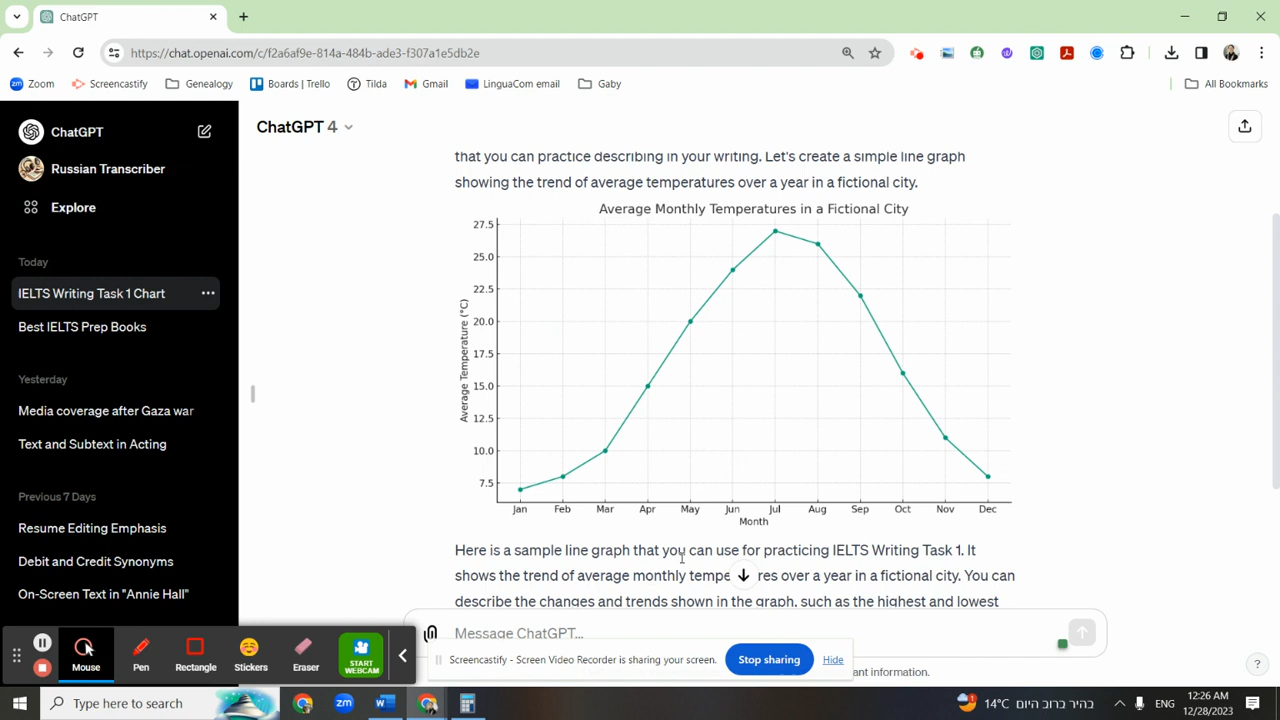 ChatGPT
https://chat.openai.com/c/f2a6af9e-814a-484b-ade3-f307a1e5db2e
zm Zoom
Screencastify
Genealogy
Boards | Trello
Tilda
Gmail
LinguaCom email
Gaby
All Bookmarks
ChatGPT
Russian Transcriber
Explore
Today
IELTS Writing Task 1 Chart
Best IELTS Prep Books
Yesterday
Media coverage after Gaza war
Text and Subtext in Acting
Previous 7 Days
Resume Editing Emphasis
Debit and Credit Synonyms
On-Screen Text in "Annie Hall"
ChatGPT 4
that you can practice describing in your writing. Let's create a simple line graph
showing the trend of average temperatures over a year in a fictional city.
Average Monthly Temperatures in a Fictional City
Average Temperature (°C)
27.5
25.0
22.5
20.0
17.5
15.0
12.5
10.0
7.5
Jan Feb Mar Apr May Jun Jul Aug Sep Oct Nov Dec
Month
Here is a sample line graph that you can use for practicing IELTS Writing Task 1. It
shows the trend of average monthly tempe res over a year in a fictional city. You can
describe the changes and trends shown in the graph, such as the highest and lowest
Message ChatGPT...
Screencastify - Screen Video Recorder is sharing your screen.
Stop sharing
Hide
ant information.
?
Mouse
Pen
Rectangle
Stickers
Eraser
START
WEBCAM
Type here to search
zm
W
14°C בהיר ברוב היום
ENG
12:26 AM
12/28/2023